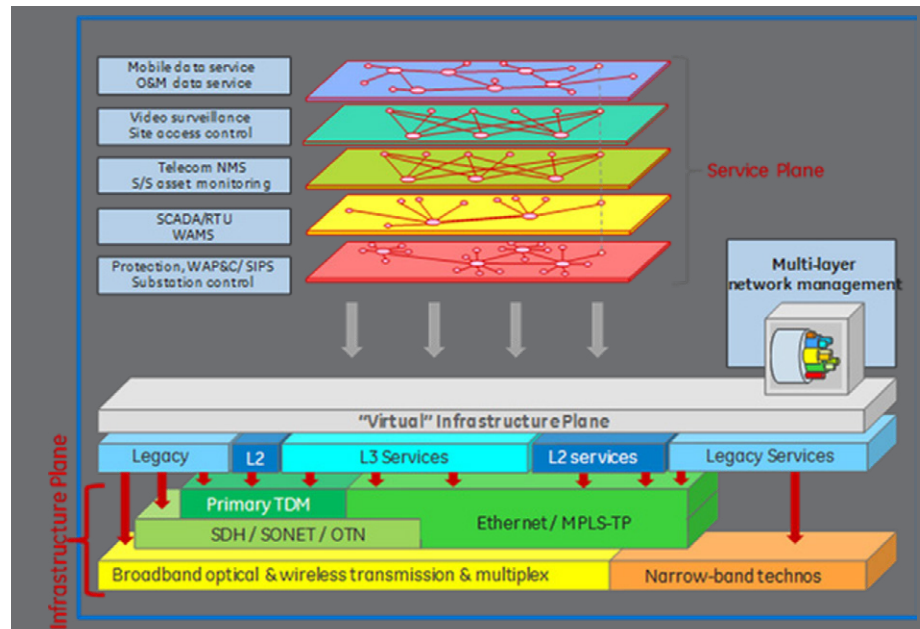 Mobile data service
O&M data service
Video surveillance
Site access control
Telecom NMS
S/S asset monitoring
SCADA/RTU
WAMS
Protection, WAP&C/ SIPS
Substation control
Service Plane
Multi-layer
network management
"Virtual" Infrastructure Plane
Legacy
L2
L3 Services
L2 services
Legacy Services
Primary TDM
SDH / SONET / OTN
Ethernet / MPLS-TP
Broadband optical & wireless transmission & multiplex
Narrow-band technos
Infrastructure Plane